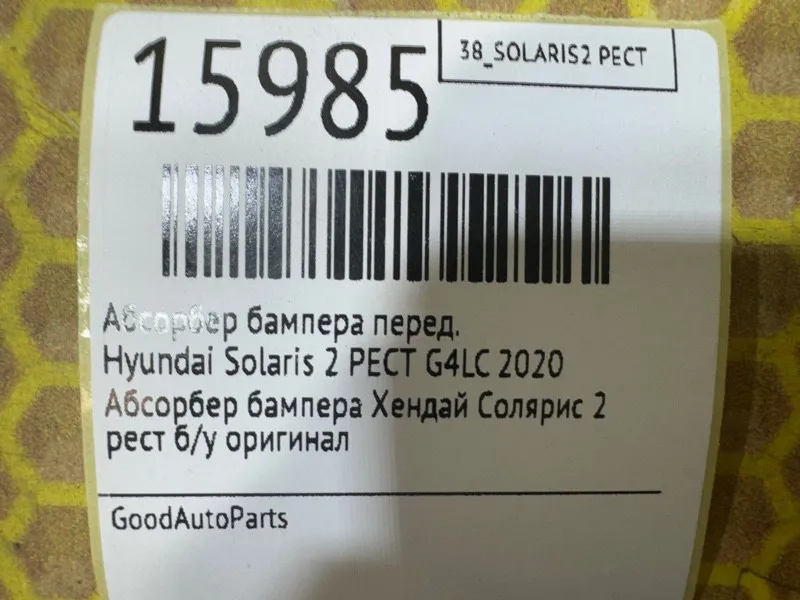 15985
38_SOLARIS2 РЕСТ
Абсорбер бампера перед.
Hyundai Solaris 2 РЕСТ G4LC 2020
Абсорбер бампера Хендай Солярис 2
рест б/у оригинал
GoodAutoParts